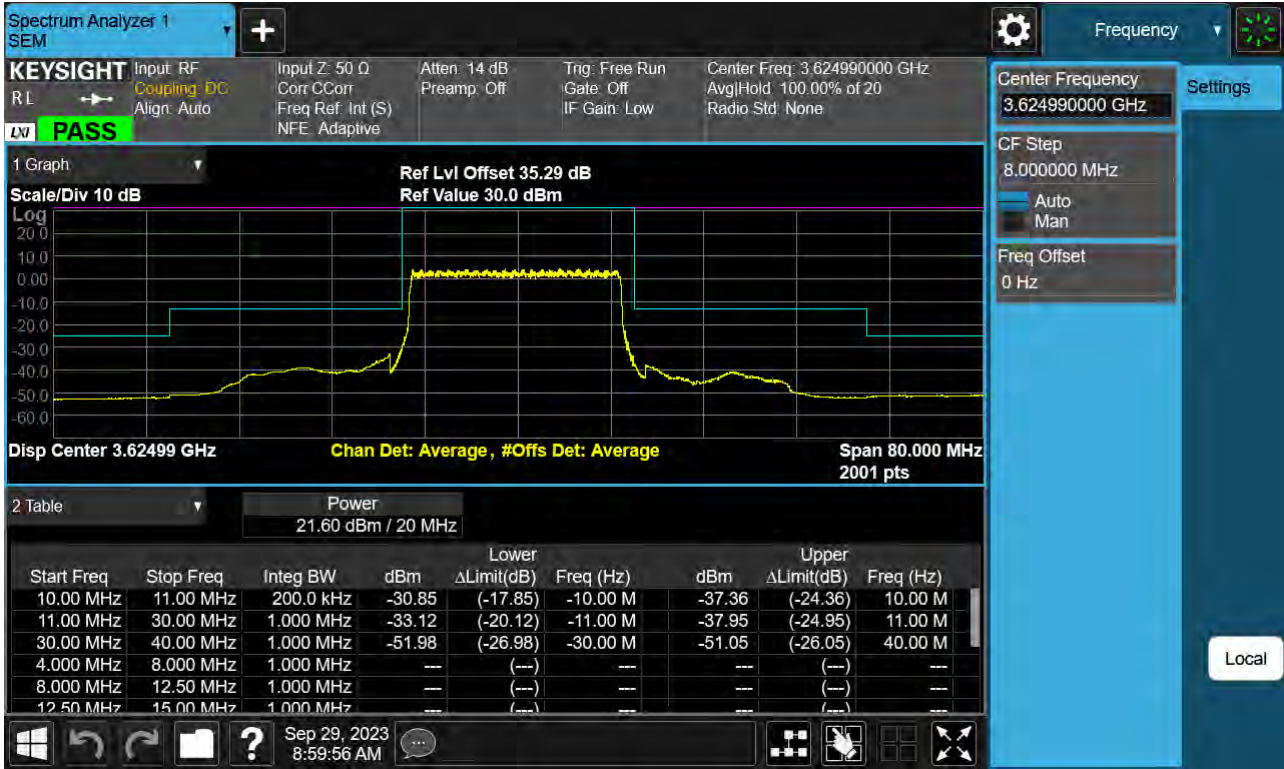 Spectrum Analyzer 1
SEM
Frequency
KEYSIGHT
RL
LXI
PASS
Input: RF
Coupling: DC
Align: Auto
Input Z: 50 Ω
Corr CCorr
Freq Ref: Int (S)
NFE: Adaptive
Atten: 14 dB
Preamp: Off
Trig: Free Run
Gate: Off
IF Gain: Low
Center Freq: 3.624990000 GHz
Avg|Hold: 100.00% of 20
Radio Std: None
Center Frequency
3.624990000 GHz
Settings
CF Step
8.000000 MHz
Auto
Man
Freq Offset
0 Hz
Local
1 Graph
Scale/Div 10 dB
Ref Lvl Offset 35.29 dB
Ref Value 30.0 dBm
Log
20.0
10.0
0.00
-10.0
-20.0
-30.0
-40.0
-50.0
-60.0
Disp Center 3.62499 GHz
Chan Det: Average, #Offs Det: Average
Span 80.000 MHz
2001 pts
2 Table
Power
21.60 dBm / 20 MHz
Lower Upper
Start Freq Stop Freq Integ BW dBm ΔLimit(dB) Freq (Hz) dBm ΔLimit(dB) Freq (Hz)
10.00 MHz 11.00 MHz 200.0 kHz -30.85 (-17.85) -10.00 M -37.36 (-24.36) 10.00 M
11.00 MHz 30.00 MHz 1.000 MHz -33.12 (-20.12) -11.00 M -37.95 (-24.95) 11.00 M
30.00 MHz 40.00 MHz 1.000 MHz -51.98 (-26.98) -30.00 M -51.05 (-26.05) 40.00 M
4.000 MHz 8.000 MHz 1.000 MHz --- (---) --- --- (---) ---
8.000 MHz 12.50 MHz 1.000 MHz --- (---) --- --- (---) ---
12.50 MHz 15.00 MHz 1.000 MHz --- (---) --- --- (---) ---
Sep 29, 2023
8:59:56 AM